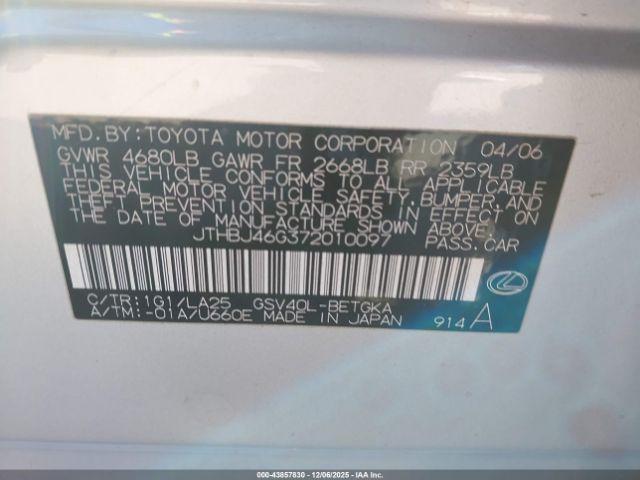 MFD. BY: TOYOTA MOTOR CORPORATION 04/06
GVWR 4680LB GAWR FR 2668LB RR 2359LB
THIS VEHICLE CONFORMS TO ALL APPLICABLE
FEDERAL MOTOR VEHICLE SAFETY, BUMPER, AND
THEFT PREVENTION STANDARDS IN EFFECT ON
THE DATE OF MANUFACTURE SHOWN ABOVE.
JTHBJ46G372010097 PASS. CAR
C/TR: 1G1/LA25 GSV40L-BETGKA
A/TM: -01A/U660E MADE IN JAPAN 914 A
000-43857830 - 12/06/2025 - IAA Inc.